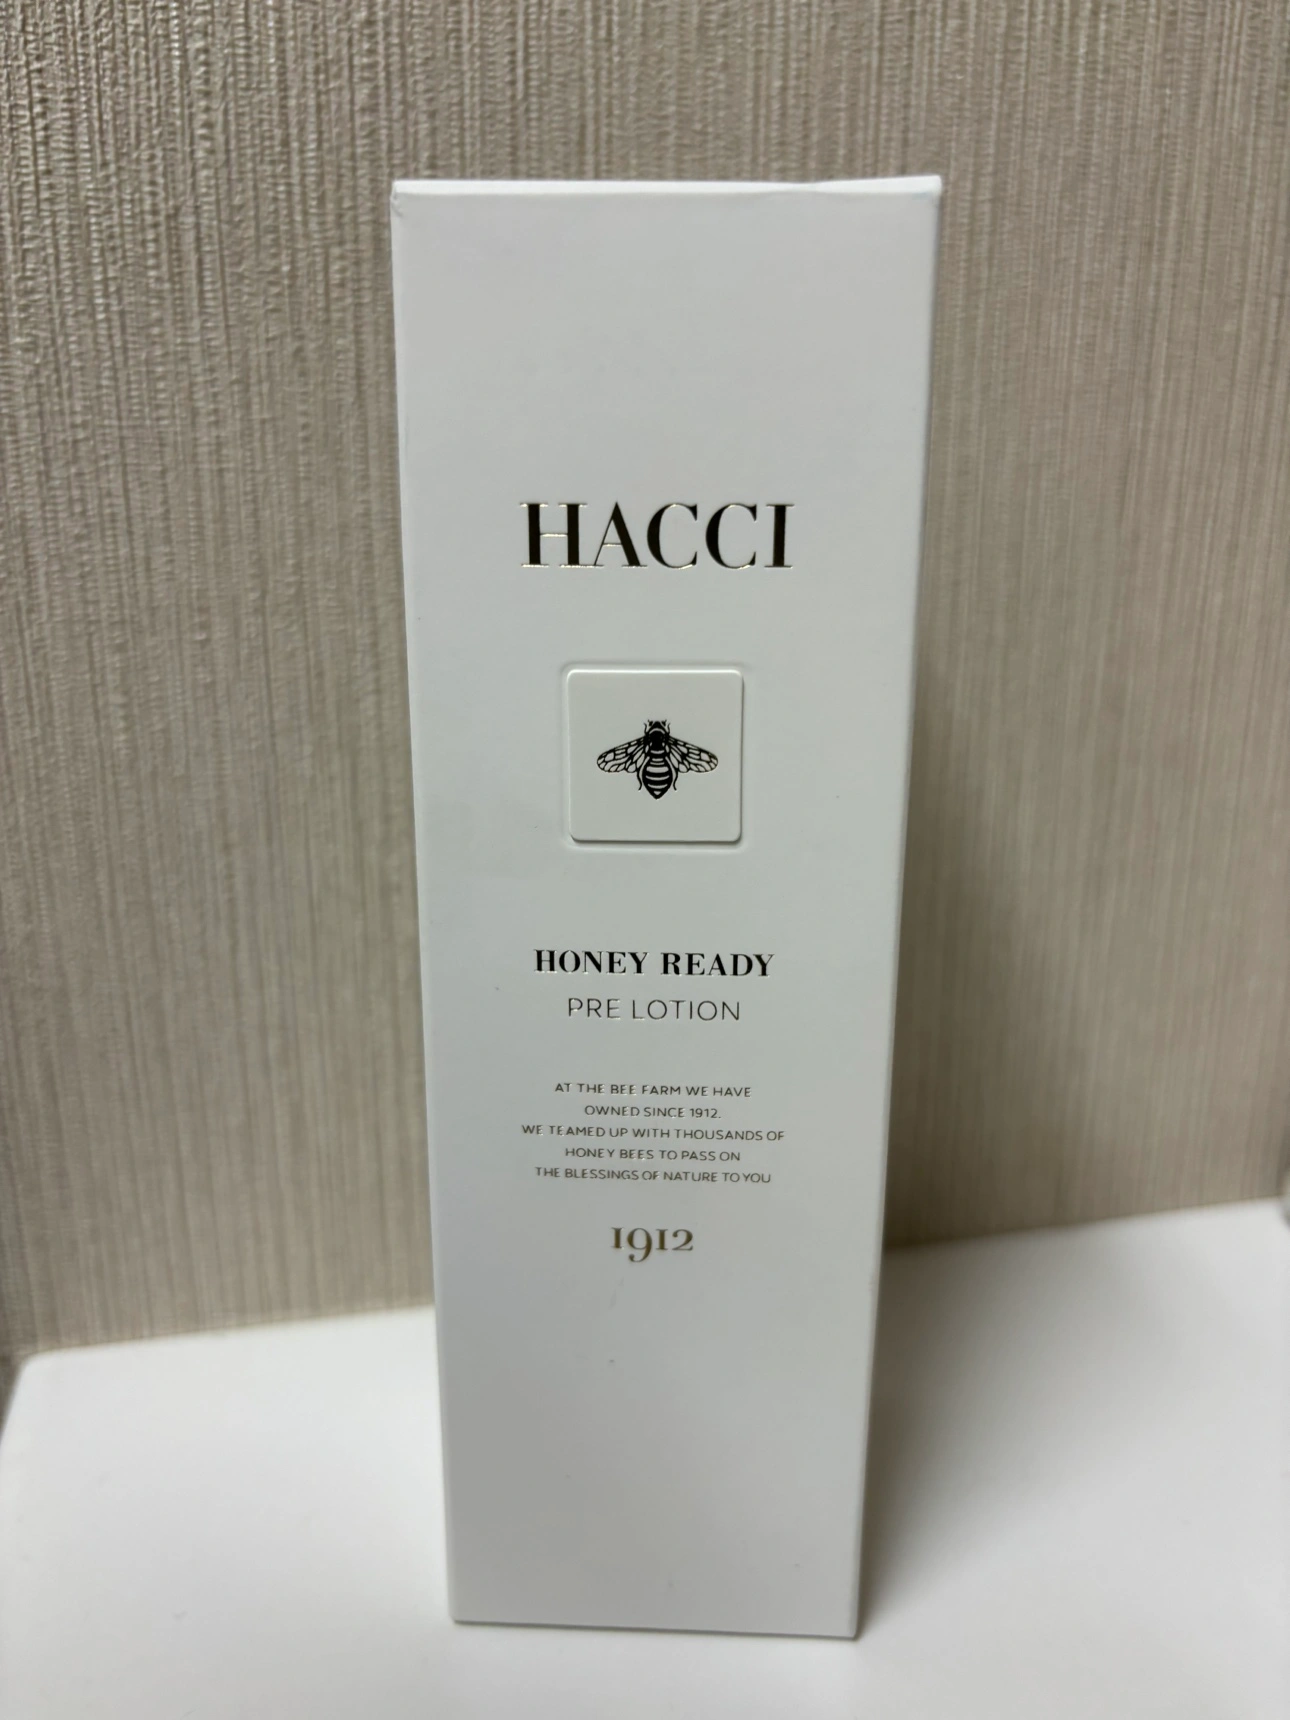 HACCI
HONEY READY
PRE LOTION
AT THE BEE FARM WE HAVE
OWNED SINCE 1912.
WE TEAMED UP WITH THOUSANDS OF
HONEY BEES TO PASS ON
THE BLESSINGS OF NATURE TO YOU
1912